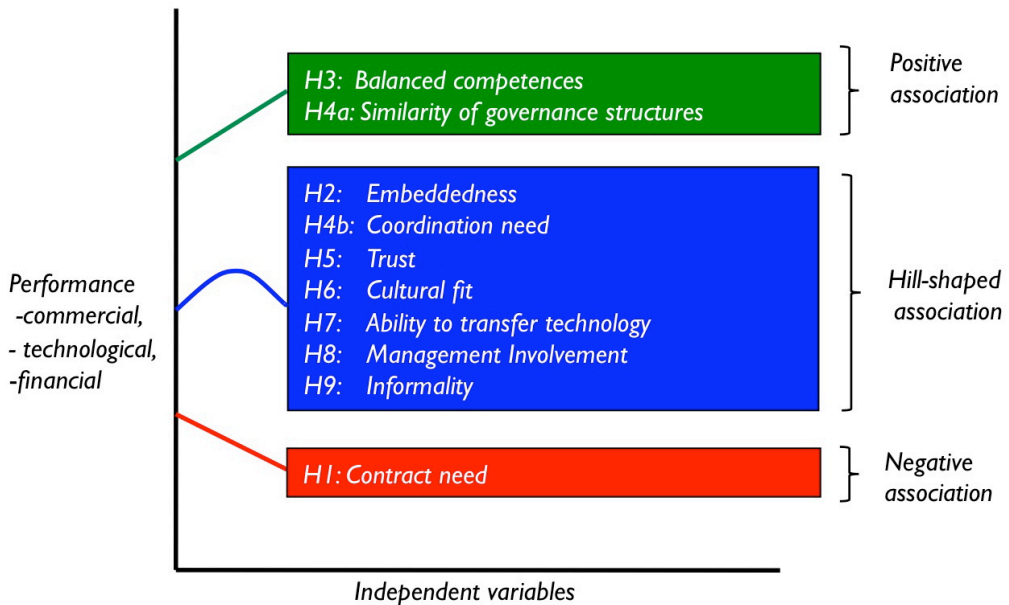 H3: Balanced competences
H4a: Similarity of governance structures
Positive
association
H2: Embeddedness
H4b: Coordination need
H5: Trust
H6: Cultural fit
H7: Ability to transfer technology
H8: Management Involvement
H9: Informality
Hill-shaped
association
Performance
-commercial,
- technological,
-financial
H1: Contract need
Negative
association
Independent variables